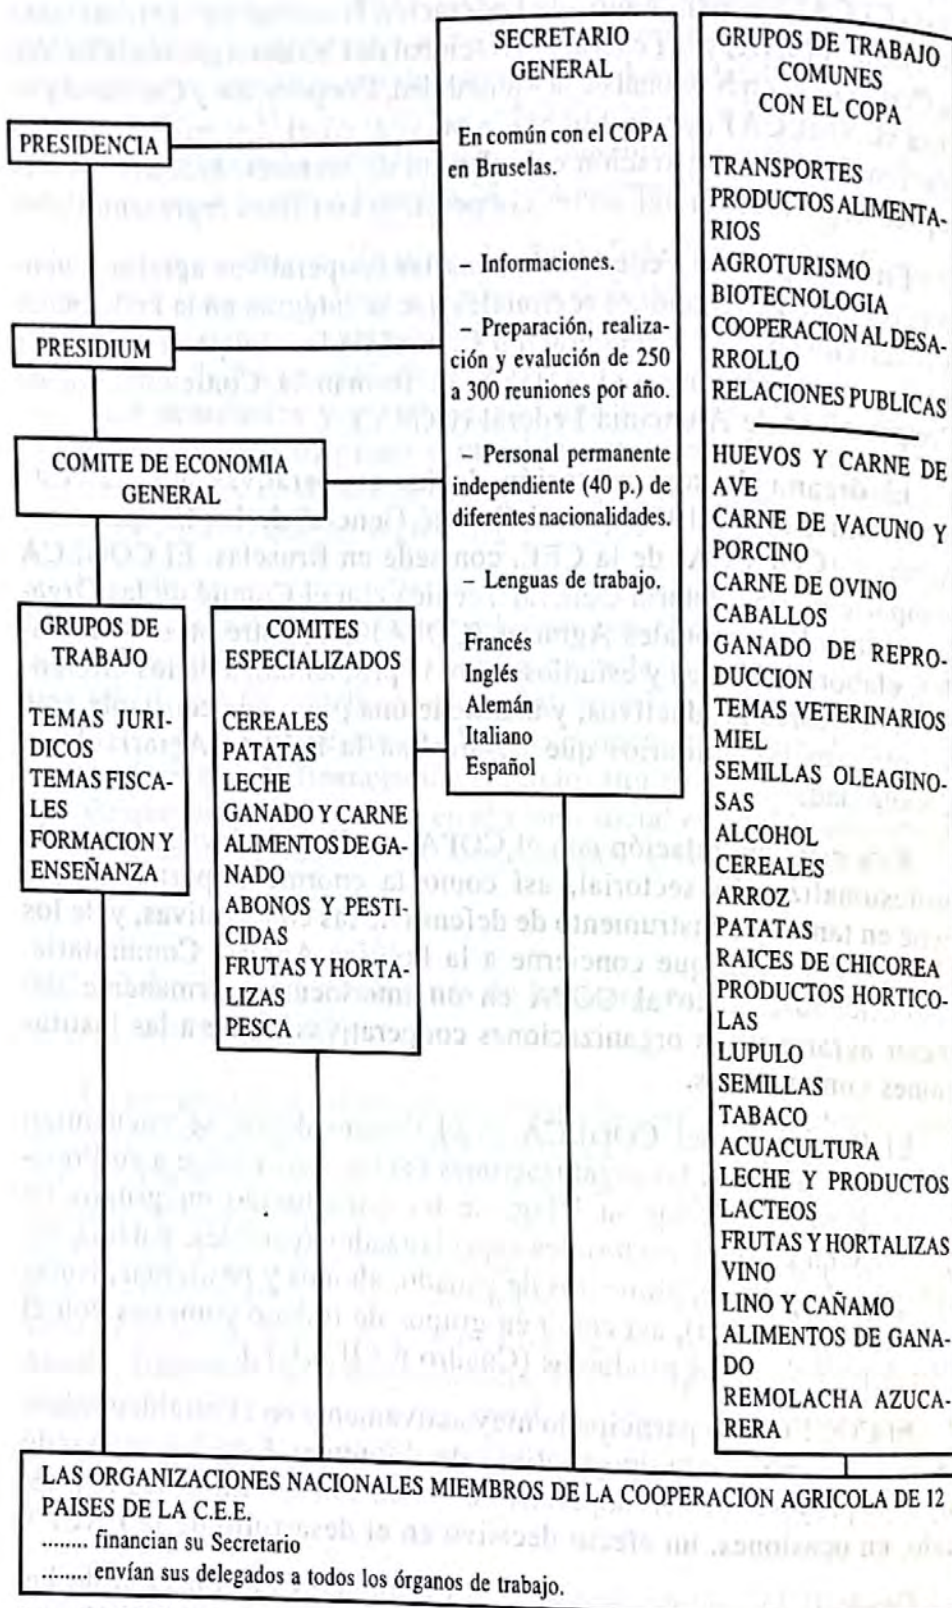 PRESIDENCIA
PRESIDIUM
COMITE DE ECONOMIA
GENERAL
GRUPOS DE
TRABAJO
TEMAS JURI-
DICOS
TEMAS FISCA-
LES
FORMACION Y
ENSEÑANZA
COMITES
ESPECIALIZADOS
CEREALES
PATATAS
LECHE
GANADO Y CARNE
ALIMENTOS DE GA-
NADO
ABONOS Y PESTI-
CIDAS
FRUTAS Y HORTA-
LIZAS
PESCA
SECRETARIO
GENERAL
En común con el COPA
en Bruselas.
– Informaciones.
– Preparación, realiza-
ción y evalución de 250
a 300 reuniones por año.
– Personal permanente
independiente (40 p.) de
diferentes nacionalidades.
– Lenguas de trabajo.
Francés
Inglés
Alemán
Italiano
Español
GRUPOS DE TRABAJO
COMUNES
CON EL COPA
TRANSPORTES
PRODUCTOS ALIMENTA-
RIOS
AGROTURISMO
BIOTECNOLOGIA
COOPERACION AL DESA-
RROLLO
RELACIONES PUBLICAS
HUEVOS Y CARNE DE
AVE
CARNE DE VACUNO Y
PORCINO
CARNE DE OVINO
CABALLOS
GANADO DE REPRO-
DUCCION
TEMAS VETERINARIOS
MIEL
SEMILLAS OLEAGINO-
SAS
ALCOHOL
CEREALES
ARROZ
PATATAS
RAICES DE CHICOREA
PRODUCTOS HORTICO-
LAS
LUPULO
SEMILLAS
TABACO
ACUACULTURA
LECHE Y PRODUCTOS
LACTEOS
FRUTAS Y HORTALIZAS
VINO
LINO Y CAÑAMO
ALIMENTOS DE GANA-
DO
REMOLACHA AZUCA-
RERA
LAS ORGANIZACIONES NACIONALES MIEMBROS DE LA COOPERACION AGRICOLA DE 12
PAISES DE LA C.E.E.
........ financian su Secretario
........ envían sus delegados a todos los órganos de trabajo.